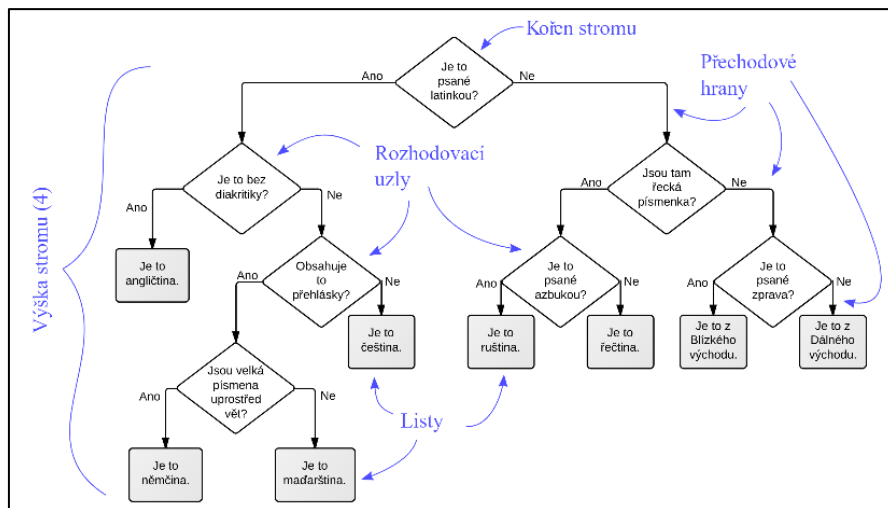 Kořen stromu
Je to
psané
latinkou?
Ano
Ne
Přechodové
hrany
Výška stromu (4)
Rozhodovací
uzly
Je to bez
diakritiky?
Ano
Ne
Jsou tam
řecká
písmenka?
Ano
Ne
Je to
angličtina.
Obsahuje
to
přehlásky?
Ano
Ne
Je to
psané
azbukou?
Ano
Ne
Je to
psané
zprava?
Ano
Ne
Je to
čeština.
Je to
ruština.
Je to
řečtina.
Je to z
Blízkého
východu.
Je to z
Dálného
východu.
Jsou velká
písmena
uprostřed
vět?
Ano
Ne
Listy
Je to
němčina.
Je to
maďarština.